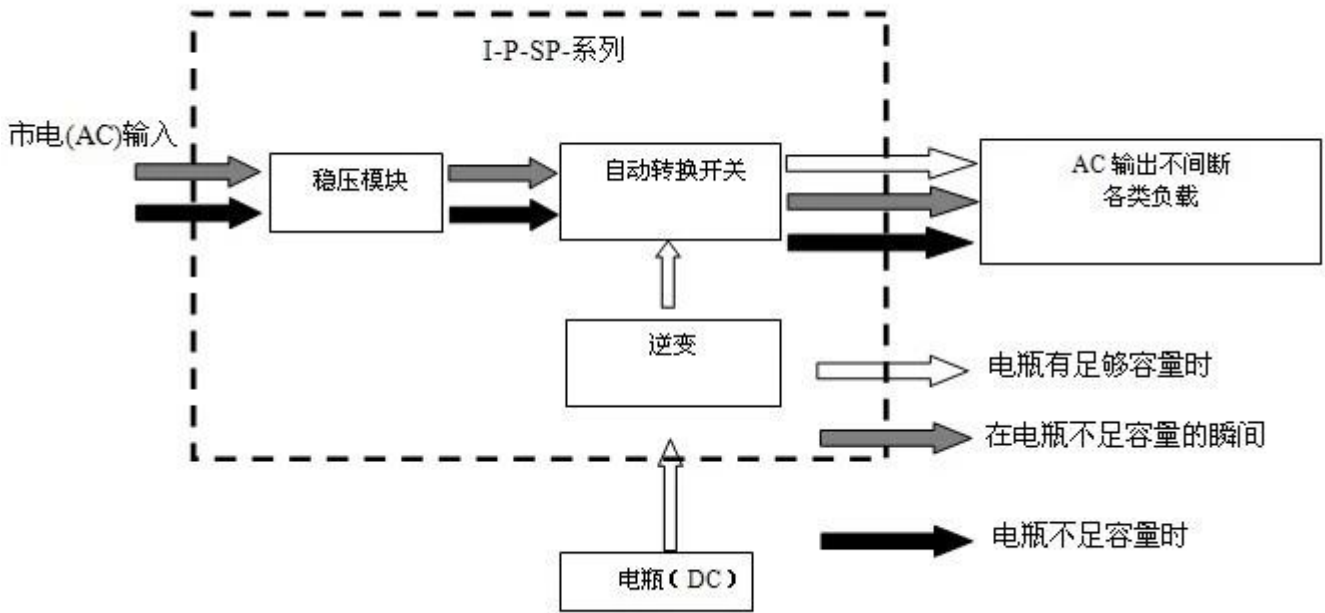 I-P-SP-系列
市电(AC)输入
稳压模块
自动转换开关
AC 输出不间断
各类负载
逆变
电瓶有足够容量时
在电瓶不足容量的瞬间
电瓶不足容量时
电瓶（DC）